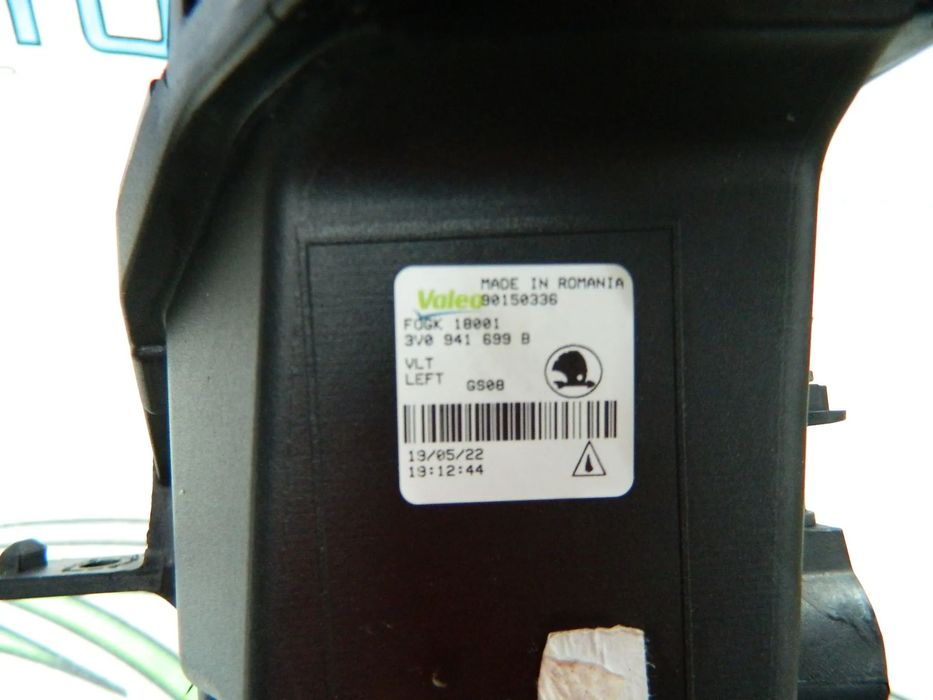 MADE IN ROMANIA
Valeo 90150336
FOGK 18001
3V0 941 699 B
VLT
LEFT GS08
19/05/22
19:12:44